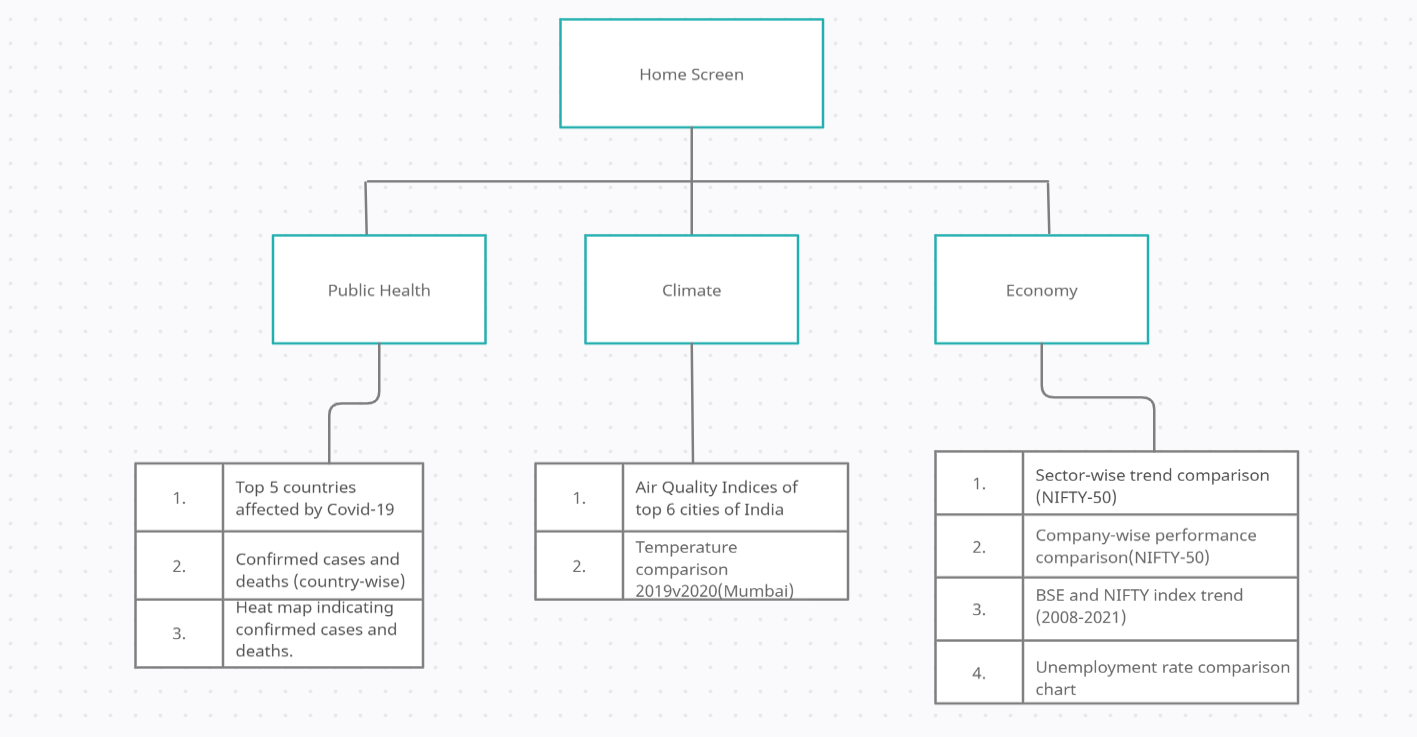 Home Screen
Public Health
Climate
Economy
1.
Top 5 countries
affected by Covid-19
2.
Confirmed cases and
deaths (country-wise)
3.
Heat map indicating
confirmed cases and
deaths.
1.
Air Quality Indices of
top 6 cities of India
2.
Temperature
comparison
2019v2020(Mumbai)
1.
Sector-wise trend comparison
(NIFTY-50)
2.
Company-wise performance
comparison(NIFTY-50)
3.
BSE and NIFTY index trend
(2008-2021)
4.
Unemployment rate comparison
chart